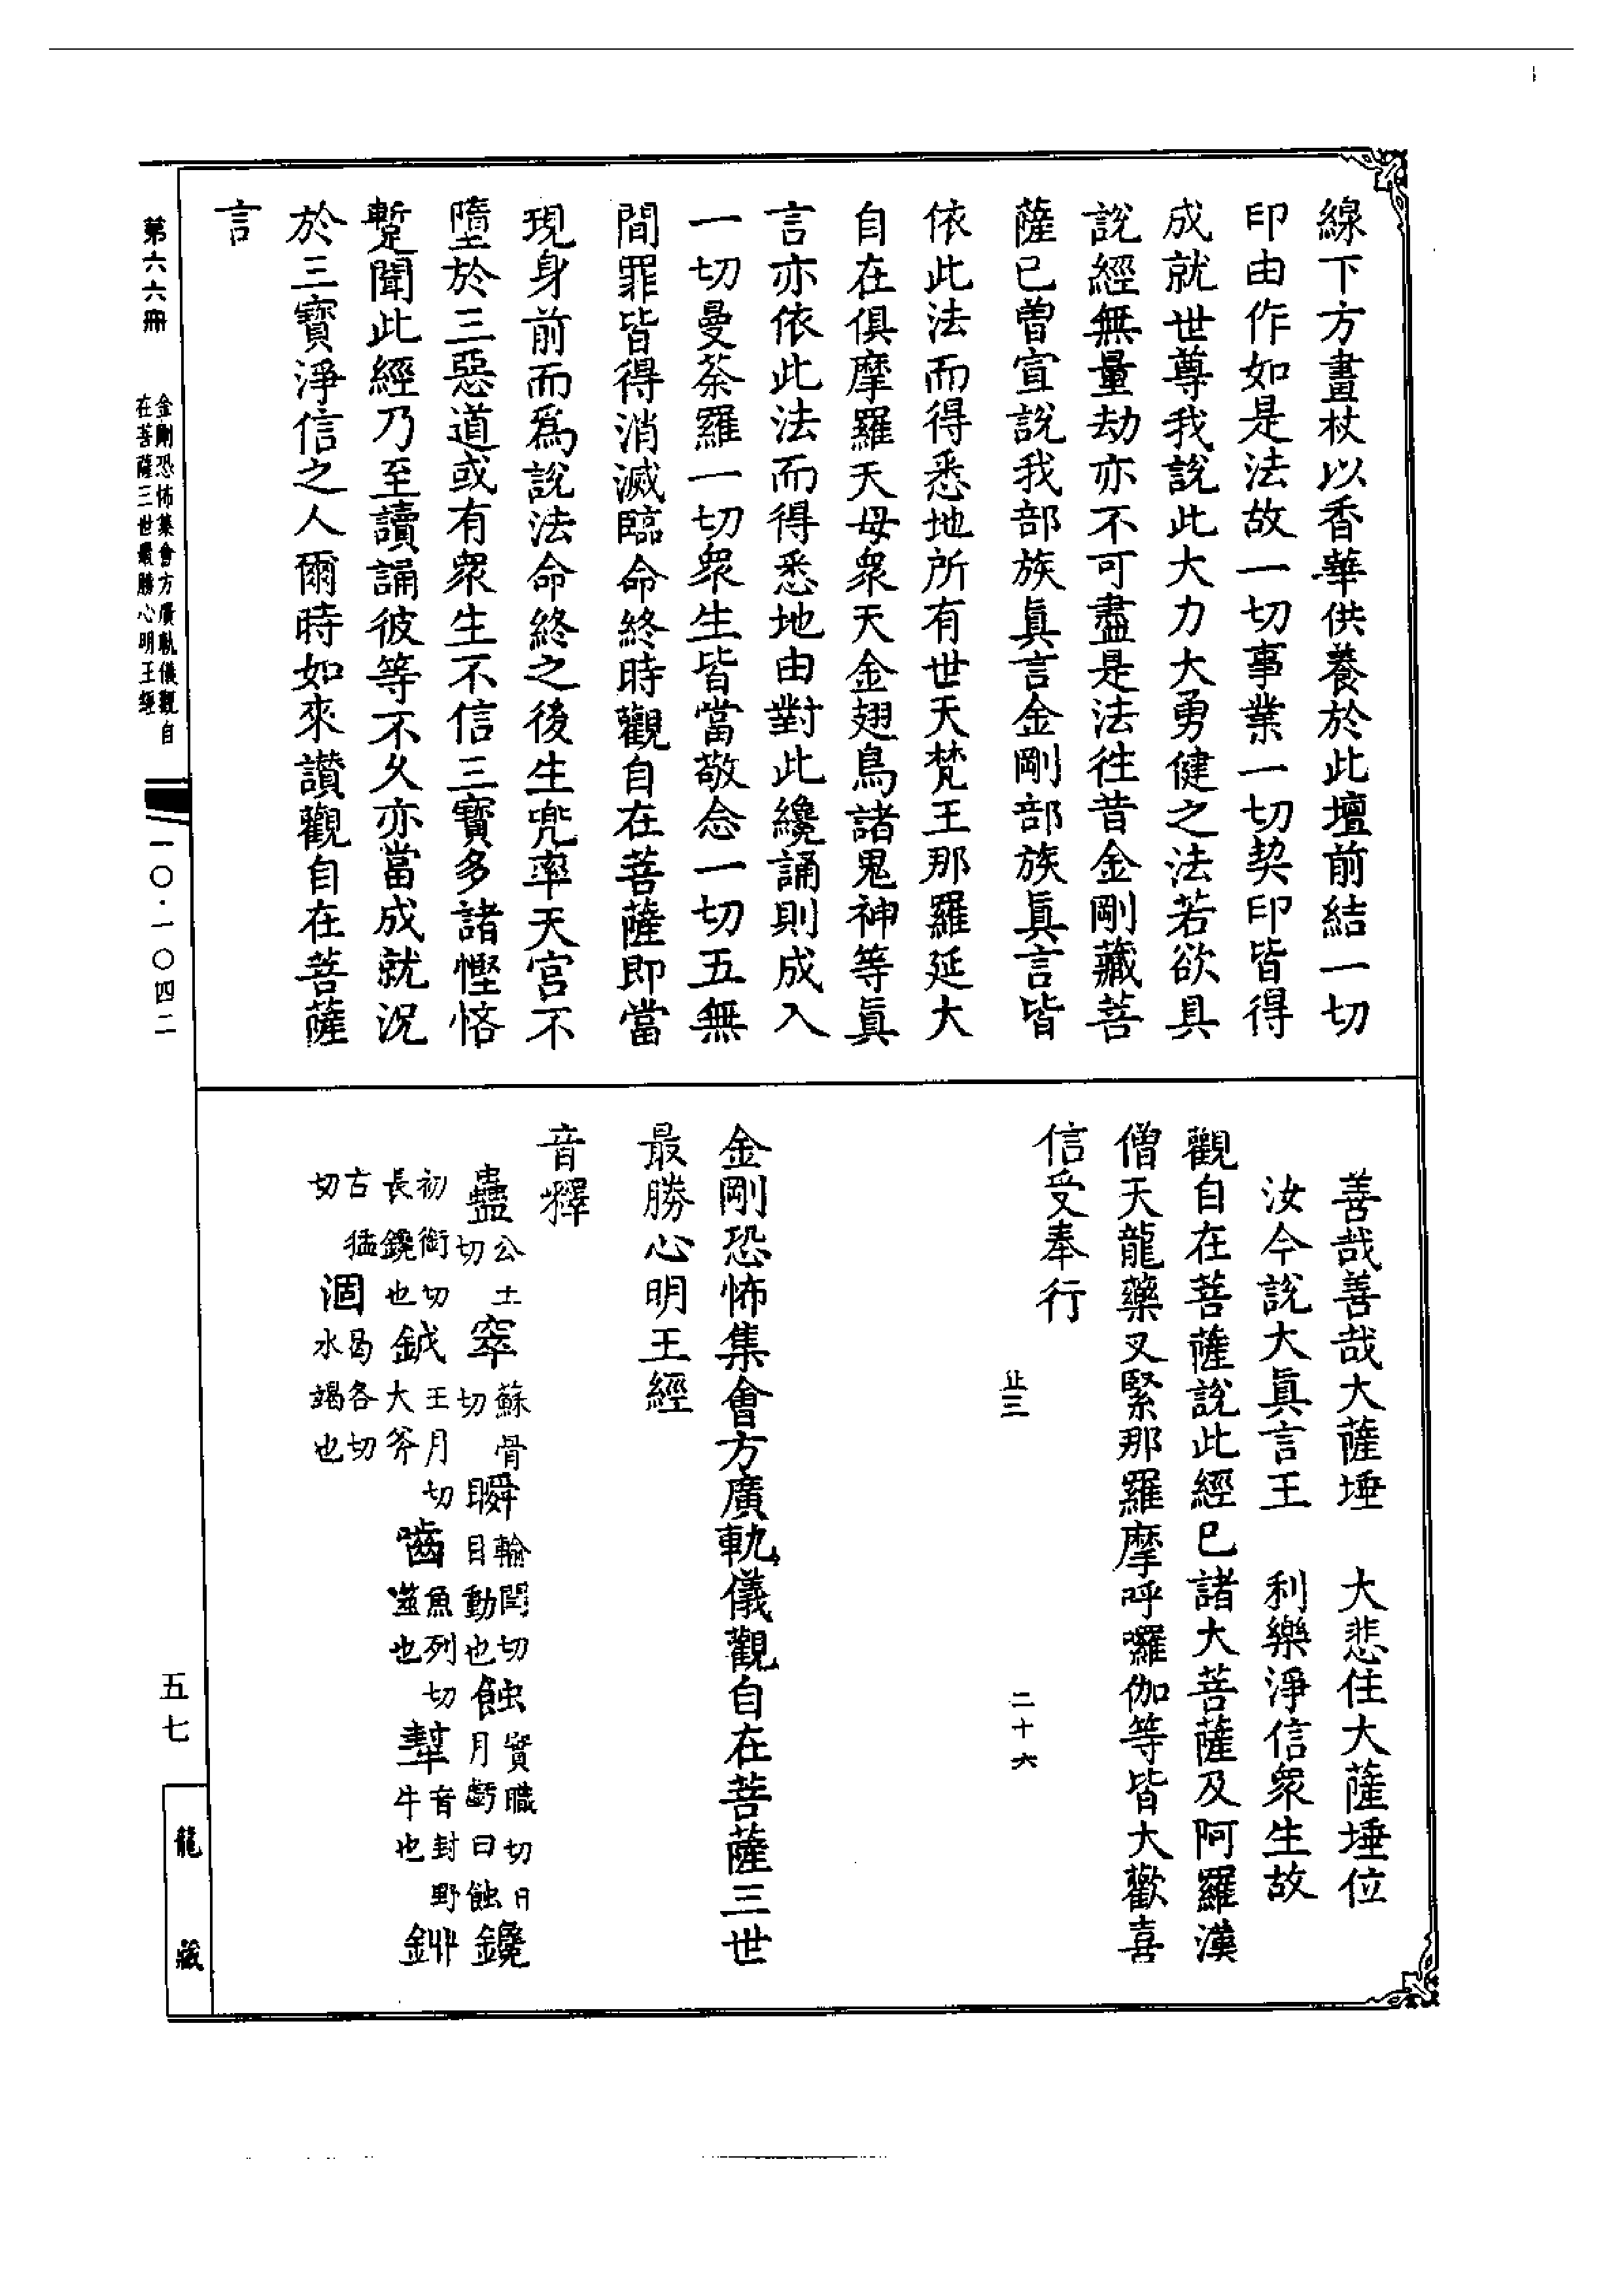 線下方畫杖以香華供養於此壇前結一切
印由作如是法故一切事業一切契印皆得
成就世尊我說此大力大勇健之法若欲具
說經無量劫亦不可盡是法往昔金剛藏菩
薩已曾宣說我部族眞言金剛部族眞言皆
依此法而得悉地所有世天梵王那羅延大
自在俱摩羅天母衆天金翅鳥諸鬼神等眞
言亦依此法而得悉地由對此纔誦則成入
一切曼荼羅一切衆生皆當敬念一切五無
間罪皆得消滅臨命終時觀自在菩薩即當
現身前而爲說法命終之後生兜率天宮不
墮於三惡道或有衆生不信三寶多諸慳悋
蹔聞此經乃至讀誦彼等不久亦當成就況
於三寶淨信之人爾時如來讚觀自在菩薩
言
善哉善哉大薩埵　大悲住大薩埵位
汝今說大眞言王　利樂淨信衆生故
觀自在菩薩說此經已諸大菩薩及阿羅漢
僧天龍藥叉緊那羅摩呼囉伽等皆大歡喜
信受奉行
止三　二十六
金剛恐怖集會方廣軌儀觀自在菩薩三世
最勝心明王經
音釋
蠱公土切 窣蘇骨切 瞬輸閏切目動也 蝕實職切日月虧曰蝕 鑱
初銜切長鑱也 鉞王月切大斧 嚙魚列切噬也 犎音封野牛也 鉀
古猛切 涸曷各切水竭也
第六六冊
金剛恐怖集會方廣軌儀觀自
在菩薩三世最勝心明王經
一〇·一〇四二
五七
龍藏